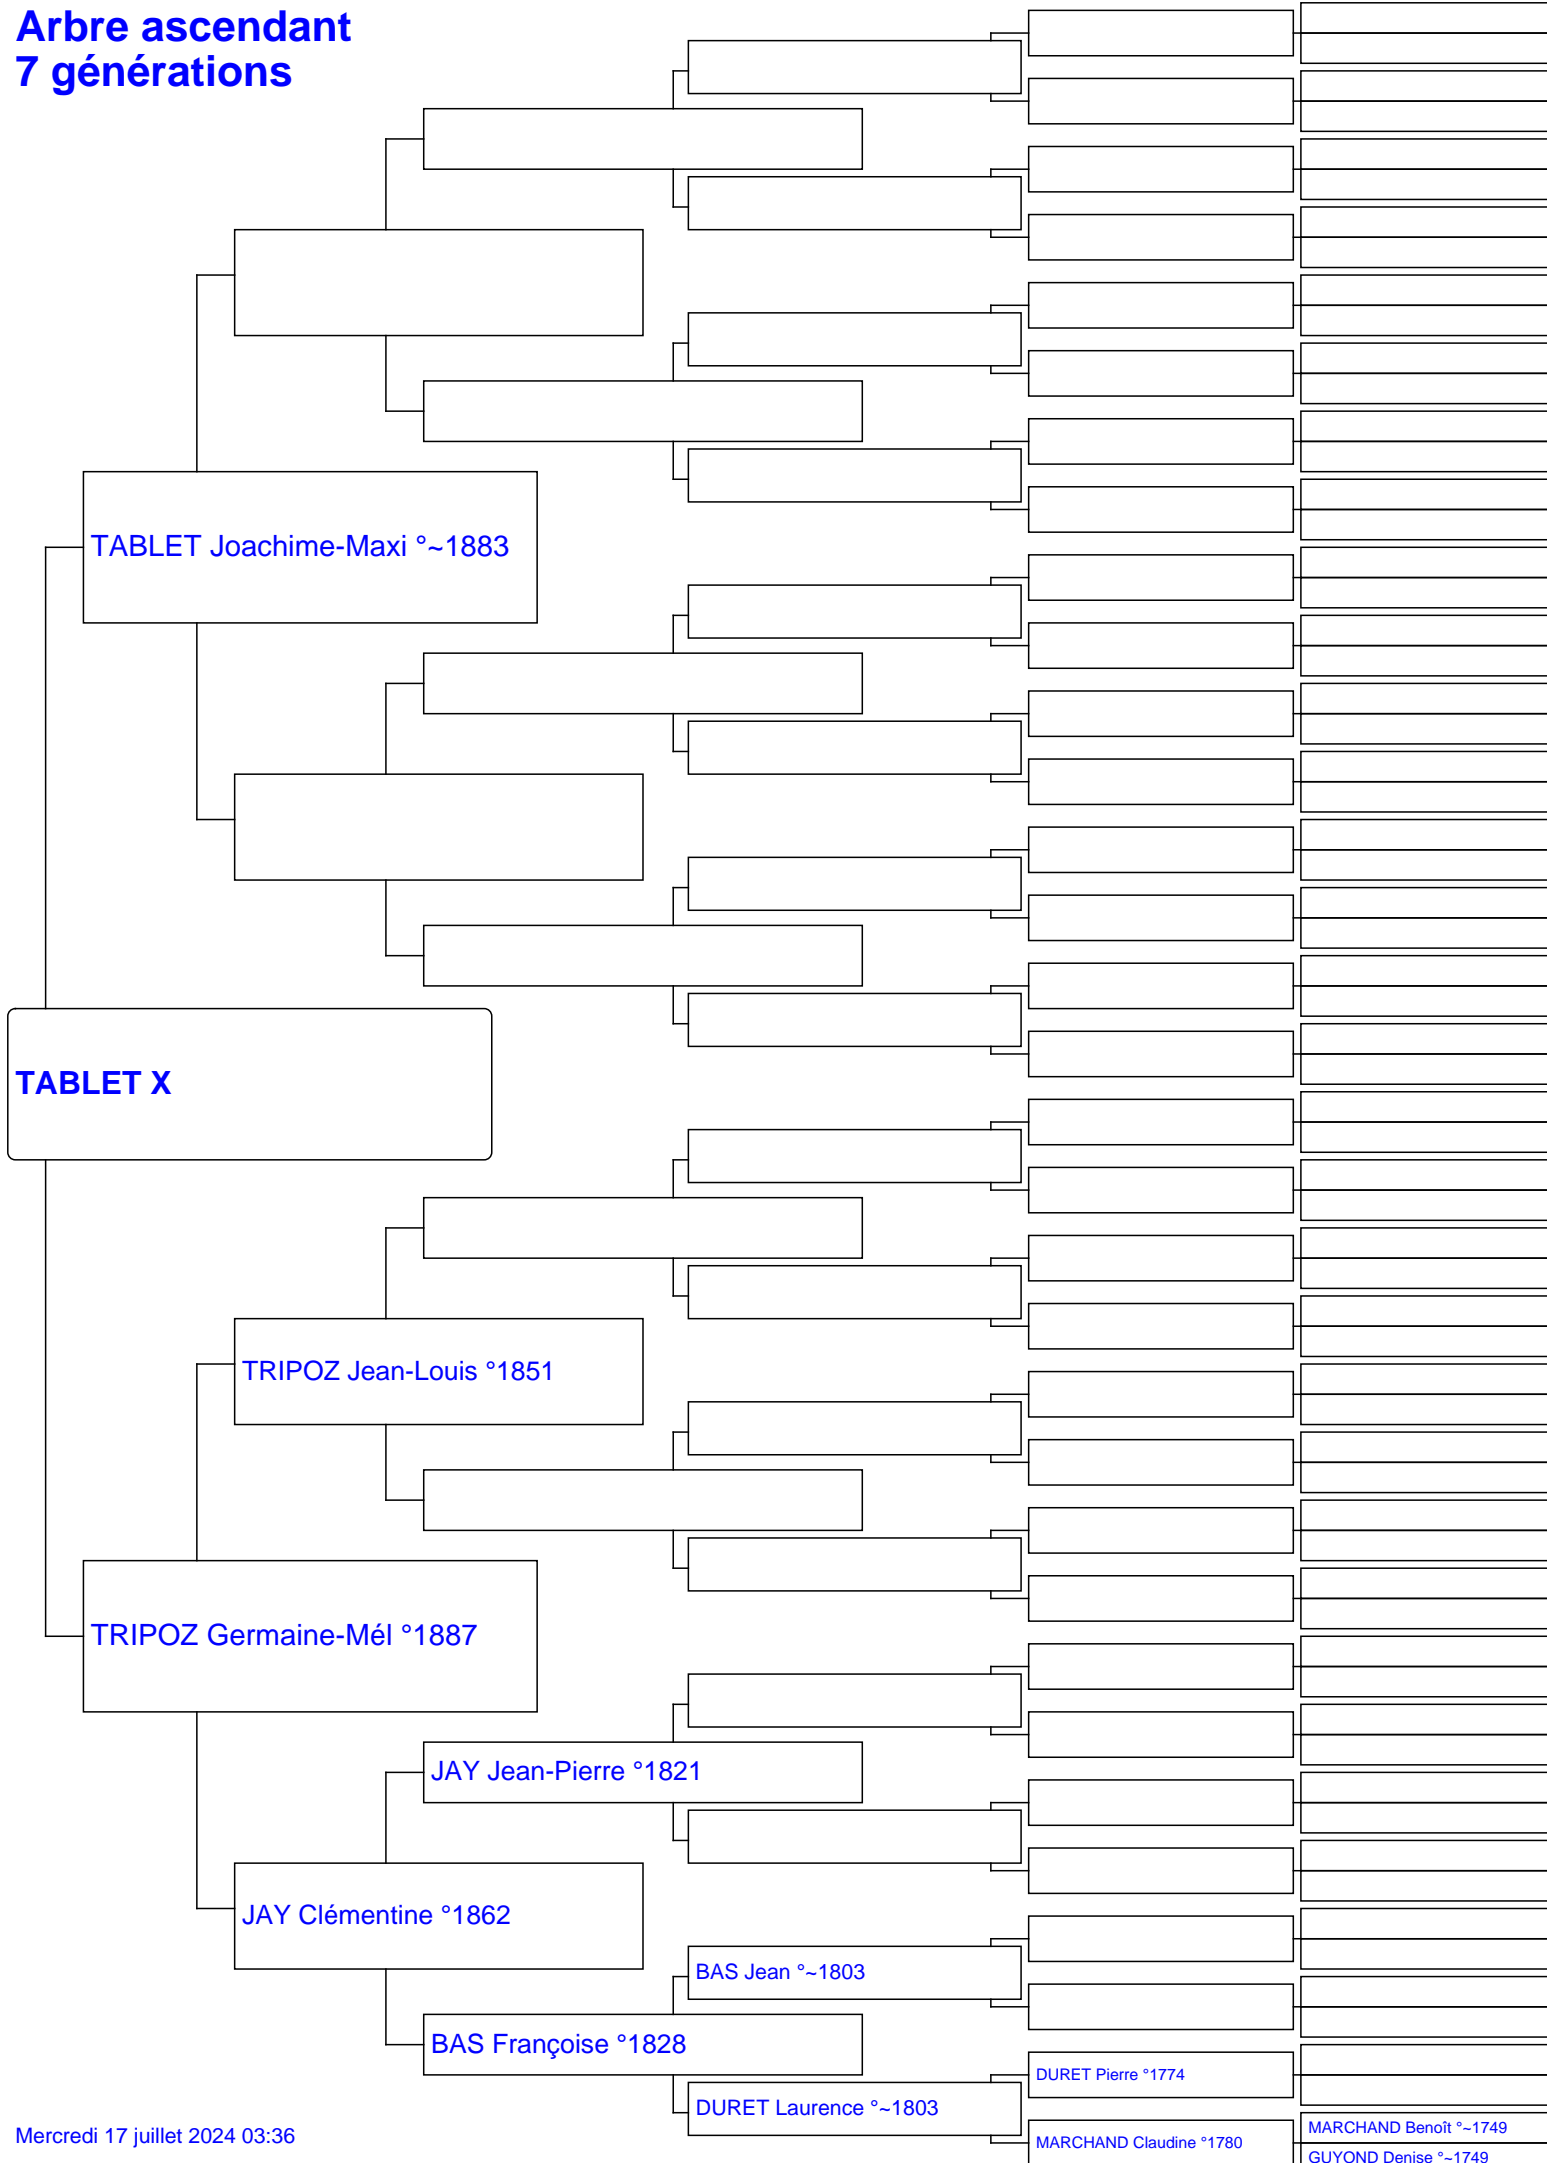 Arbre ascendant
7 générations
TABLET Joachime-Maxi °~1883
TABLET X
TRIPOZ Jean-Louis °1851
TRIPOZ Germaine-Mél °1887
JAY Jean-Pierre °1821
JAY Clémentine °1862
BAS Jean °~1803
BAS Françoise °1828
DURET Pierre °1774
DURET Laurence °~1803
MARCHAND Benoît °~1749
MARCHAND Claudine °1780
GUYOND Denise °~1749
Mercredi 17 juillet 2024 03:36